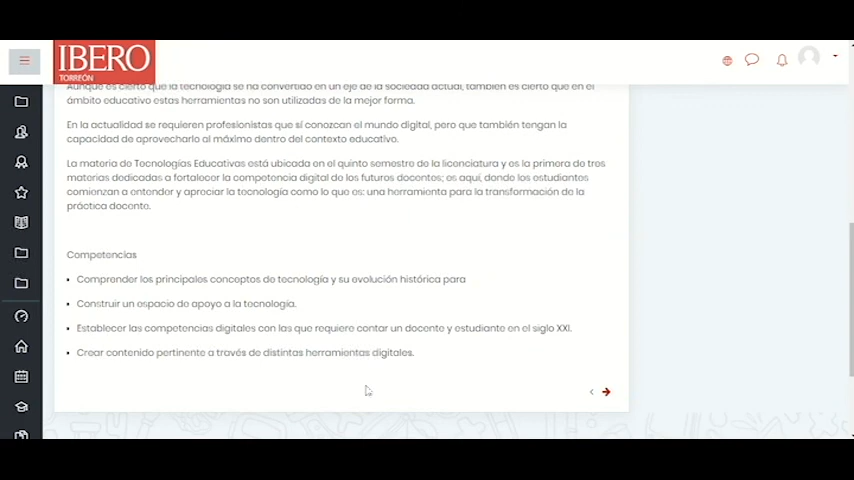 IBERO
TORREÓN
Aunque es cierto que la tecnología se ha convertido en un eje de la sociedad actual, también es cierto que en el
ámbito educativo estas herramientas no son utilizadas de la mejor forma.
En la actualidad se requieren profesionistas que sí conozcan el mundo digital, pero que también tengan la
capacidad de aprovecharlo al máximo dentro del contexto educativo.
La materia de Tecnologías Educativas está ubicada en el quinto semestre de la licenciatura y es la primera de tres
materias dedicadas a fortalecer la competencia digital de los futuros docentes; es aquí, donde los estudiantes
comienzan a entender y apreciar la tecnología como lo que es: una herramienta para la transformación de la
práctica docente.
Competencias
Comprender los principales conceptos de tecnología y su evolución histórica para
Construir un espacio de apoyo a la tecnología.
Establecer las competencias digitales con las que requiere contar un docente y estudiante en el siglo XXI.
Crear contenido pertinente a través de distintas herramientas digitales.